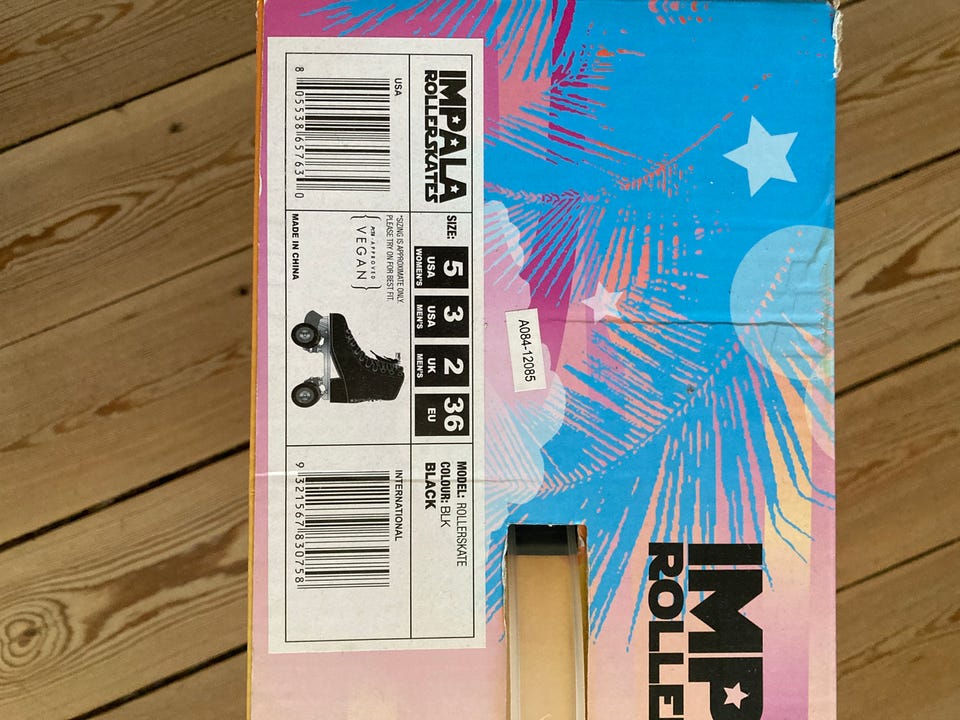 IMPALA
ROLLERSKATES
USA
8 05538 65763 0
SIZE:
5
USA
WOMEN'S
3
USA
MEN'S
2
UK
MEN'S
36
EU
*SIZING IS APPROXIMATE ONLY.
PLEASE TRY ON FOR BEST FIT.
PETA - APPROVED
VEGAN
MADE IN CHINA
MODEL: ROLLERSKATE
COLOUR: BLK
BLACK
INTERNATIONAL
9 321567 830758
A084-12085
IMP
ROLLE